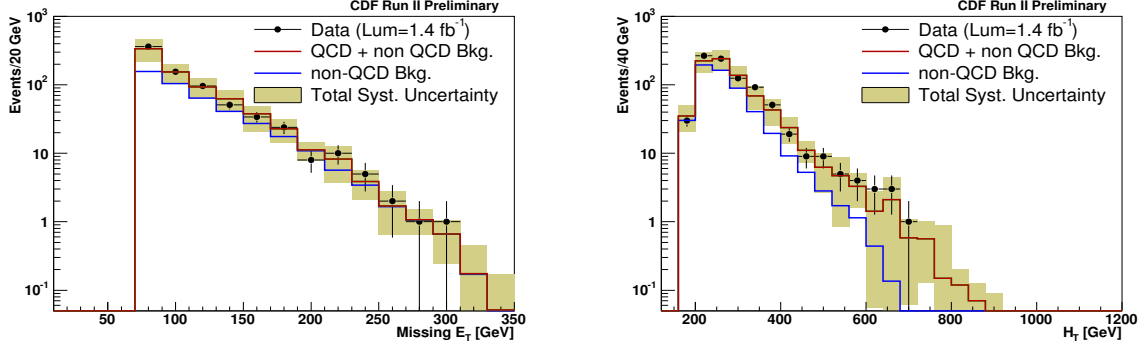 CDF Run II Preliminary
Events/20 GeV
10³
10²
10
1
10⁻¹
Data (Lum=1.4 fb⁻¹)
QCD + non QCD Bkg.
non-QCD Bkg.
Total Syst. Uncertainty
50 100 150 200 250 300 350
Missing E_T [GeV]
CDF Run II Preliminary
Events/40 GeV
10³
10²
10
1
10⁻¹
Data (Lum=1.4 fb⁻¹)
QCD + non QCD Bkg.
non-QCD Bkg.
Total Syst. Uncertainty
200 400 600 800 1000 1200
H_T [GeV]